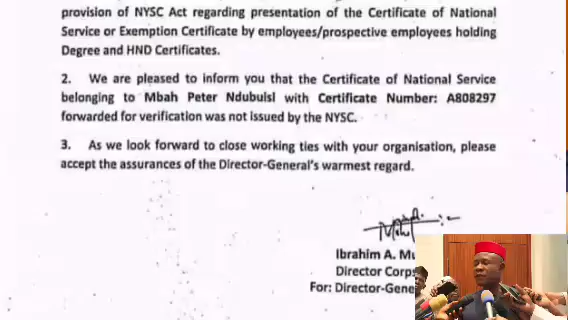 provision of NYSC Act regarding presentation of the Certificate of National
Service or Exemption Certificate by employees/prospective employees holding
Degree and HND Certificates.
2. We are pleased to inform you that the Certificate of National Service
belonging to Mbah Peter Ndubuisi with Certificate Number: A808297
forwarded for verification was not issued by the NYSC.
3. As we look forward to close working ties with your organisation, please
accept the assurances of the Director-General's warmest regard.
Ibrahim A. Mu
Director Corps
For: Director-Gene